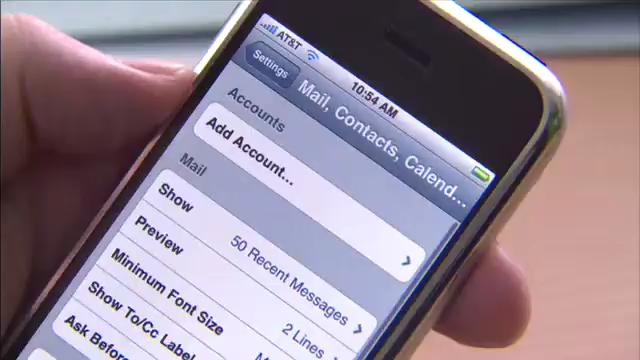 AT&T 10:54 AM
Settings
Mail, Contacts, Calend...
Accounts
Add Account...
Mail
Show 50 Recent Messages
Preview 2 Lines
Minimum Font Size M
Show To/Cc Label
Ask Before